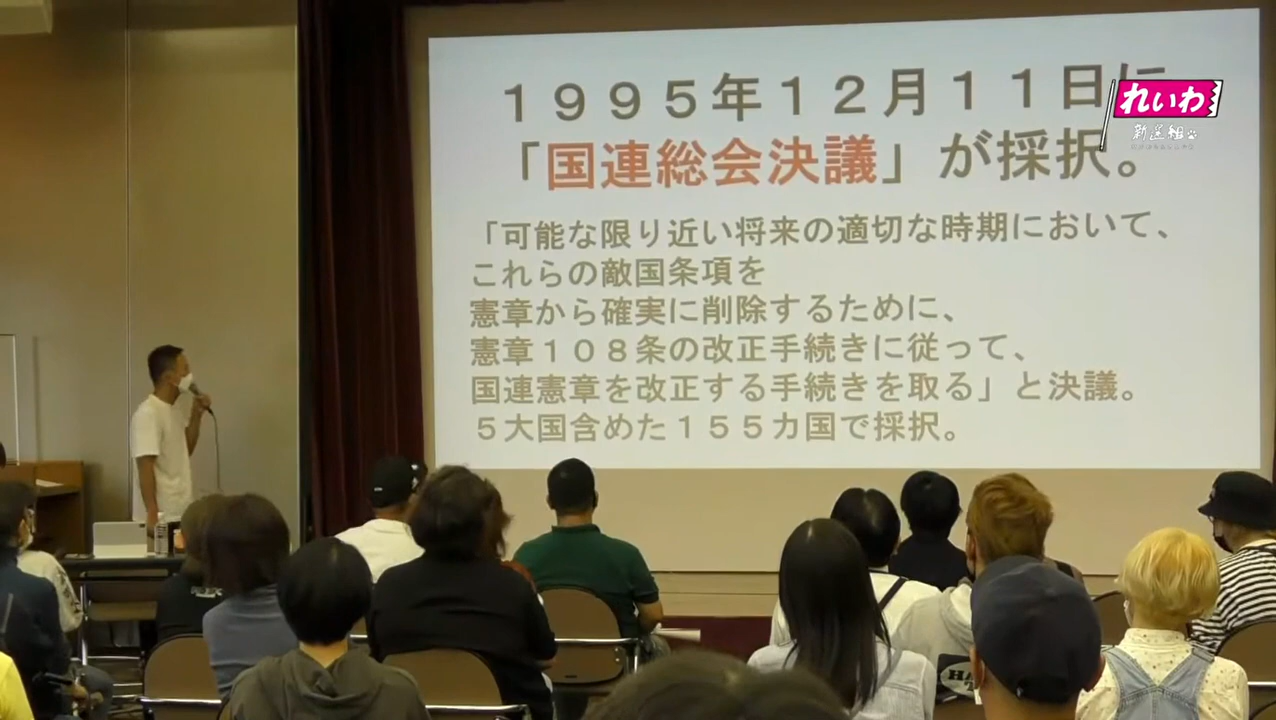 １９９５年１２月１１日に
「国連総会決議」が採択。
「可能な限り近い将来の適切な時期において、
これらの敵国条項を
憲章から確実に削除するために、
憲章１０８条の改正手続きに従って、
国連憲章を改正する手続きを取る」と決議。
５大国含めた１５５カ国で採択。
れいわ
新選組